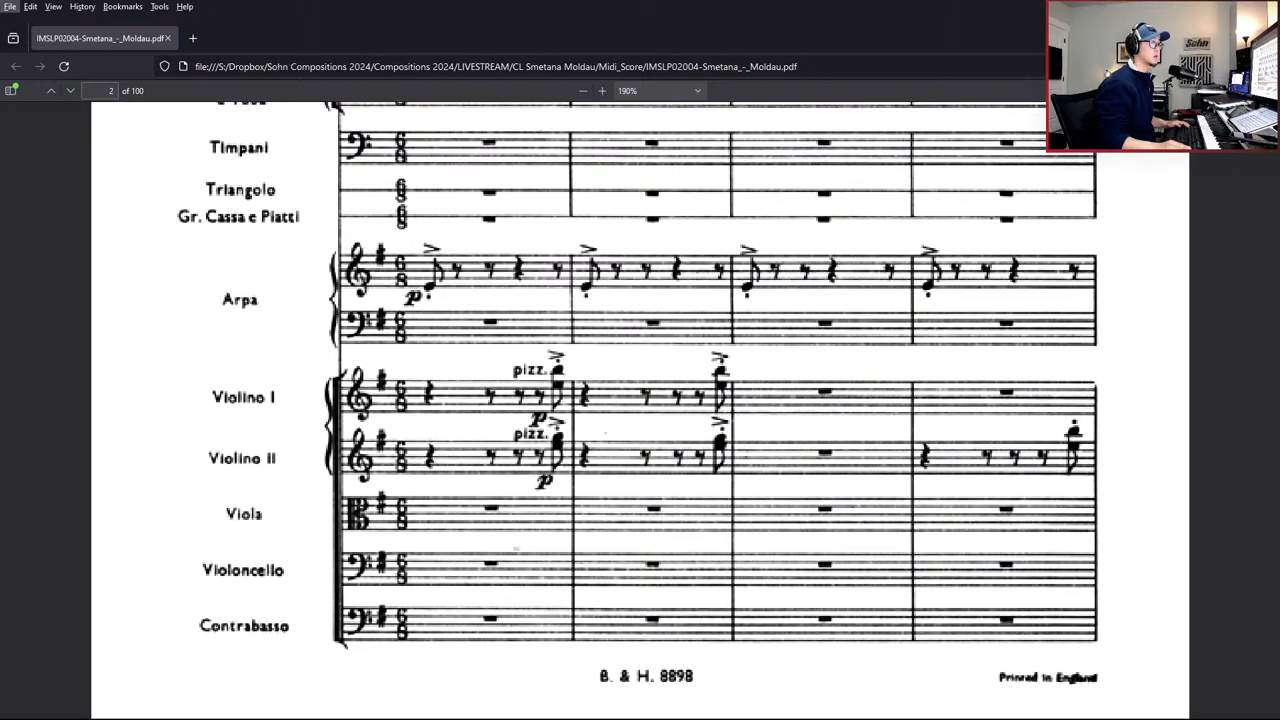 File Edit View History Bookmarks Tools Help
IMSLP02004-Smetana_-_Moldau.pdf
file:///S:/Dropbox/Sohn Compositions 2024/Compositions 2024/LIVESTREAM/CL Smetana Moldau/Midi_Score/IMSLP02004-Smetana_-_Moldau.pdf
2 of 100
190%
Sohn
Timpani
Triangolo
Gr. Cassa e Piatti
Arpa
p
pizz.
Violino I
p
pizz.
Violino II
p
Viola
Violoncello
Contrabasso
B. & H. 8898
Printed in England